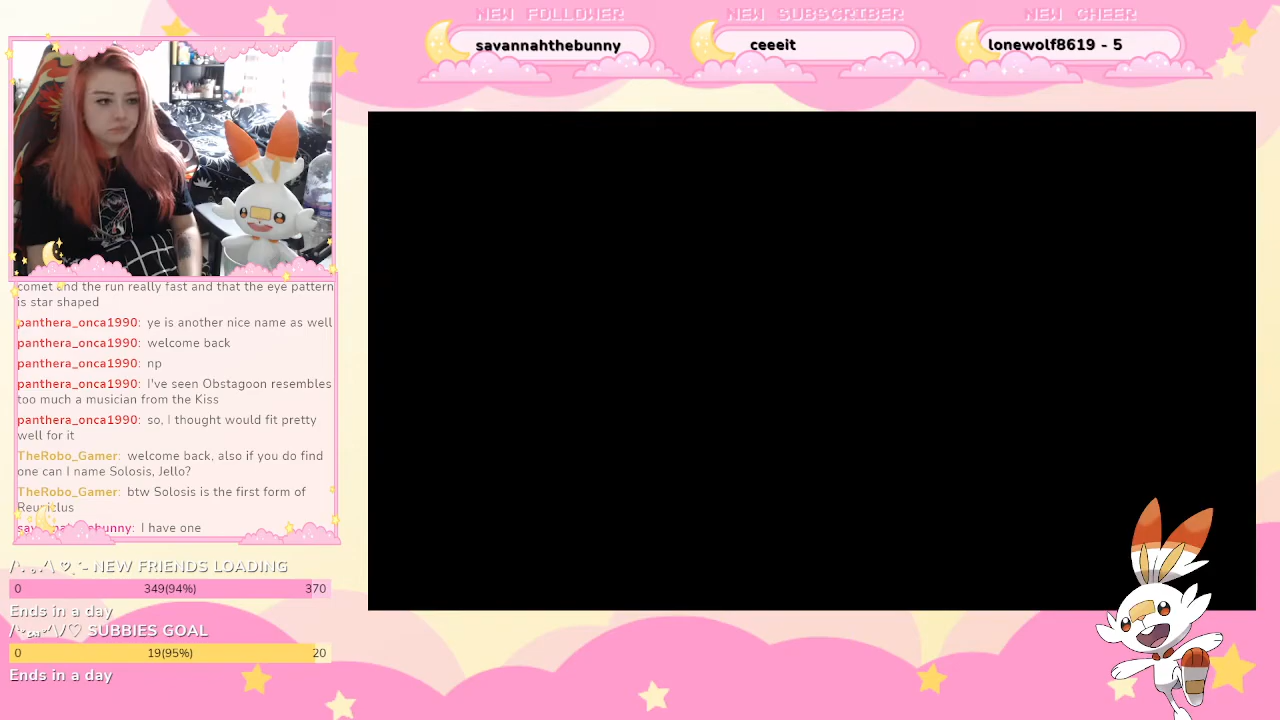 NEW FOLLOWER
NEW SUBSCRIBER
NEW CHEER
savannahthebunny
ceeeit
lonewolf8619 - 5
comet and the run really fast and that the eye pattern
is star shaped
panthera_onca1990: ye is another nice name as well
panthera_onca1990: welcome back
panthera_onca1990: np
panthera_onca1990: I've seen Obstagoon resembles
too much a musician from the Kiss
panthera_onca1990: so, I thought would fit pretty
well for it
TheRobo_Gamer: welcome back, also if you do find
one can I name Solosis, Jello?
TheRobo_Gamer: btw Solosis is the first form of
Reuniclus
savannahthebunny: I have one
NEW FRIENDS LOADING
0 349(94%) 370
Ends in a day
SUBBIES GOAL
0 19(95%) 20
Ends in a day